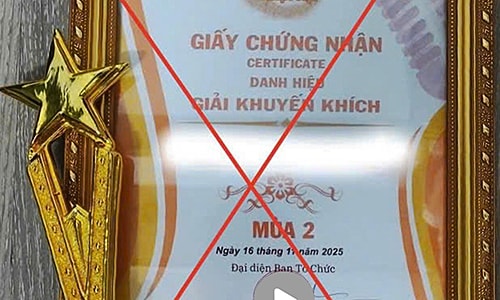 GIẤY CHỨNG NHẬN
CERTIFICATE
DANH HIỆU
GIẢI KHUYẾN KHÍCH
MÙA 2
Ngày 16 tháng 11 năm 2025
Đại diện Ban Tổ Chức